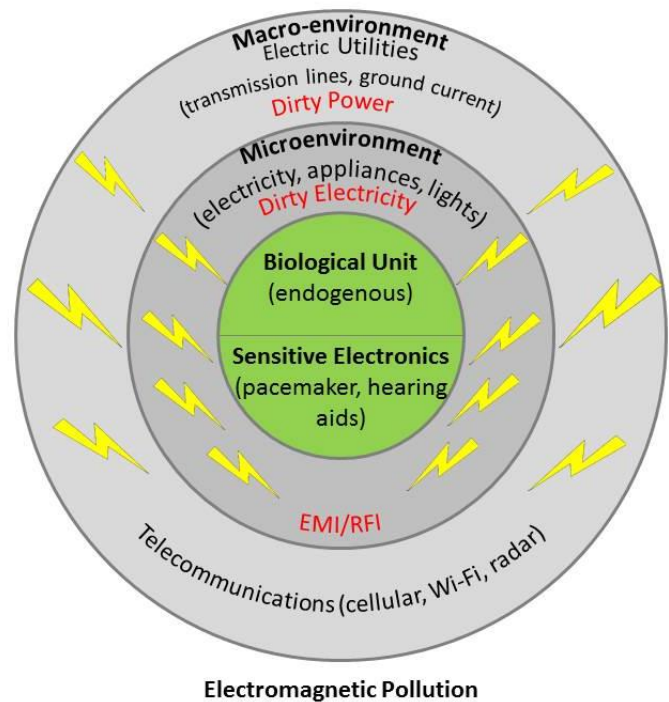 Macro-environment
Electric Utilities
(transmission lines, ground current)
Dirty Power
Microenvironment
(electricity, appliances, lights)
Dirty Electricity
Biological Unit
(endogenous)
Sensitive Electronics
(pacemaker, hearing
aids)
EMI/RFI
Telecommunications (cellular, Wi-Fi, radar)
Electromagnetic Pollution